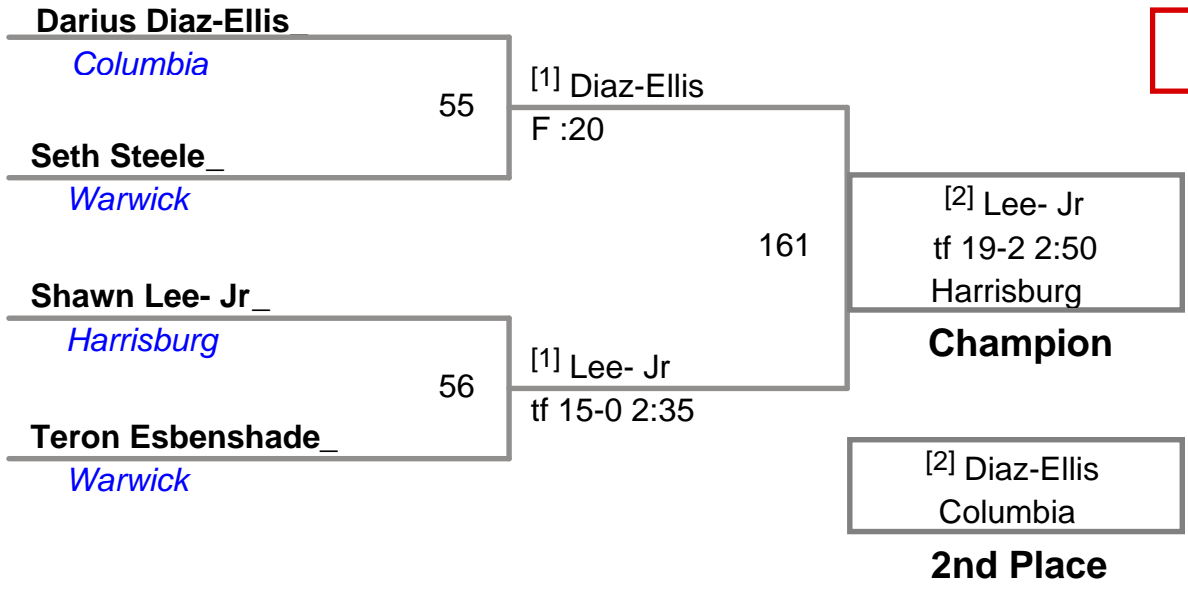 Darius Diaz-Ellis_
Columbia
[1] Diaz-Ellis
55
F :20
Seth Steele_
Warwick
[2] Lee- Jr
161
tf 19-2 2:50
Shawn Lee- Jr_
Harrisburg
Harrisburg
Champion
[1] Lee- Jr
56
tf 15-0 2:35
Teron Esbenshade_
Warwick
[2] Diaz-Ellis
Columbia
2nd Place